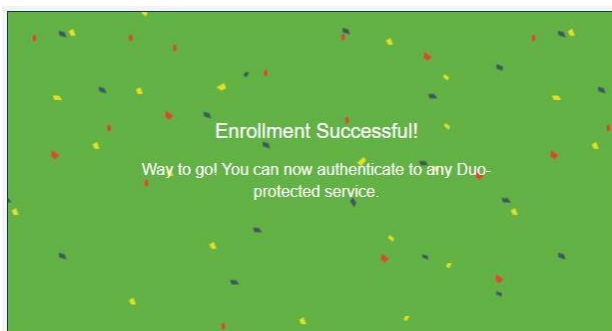 Enrollment Successful!
Way to go! You can now authenticate to any Duo-
protected service.